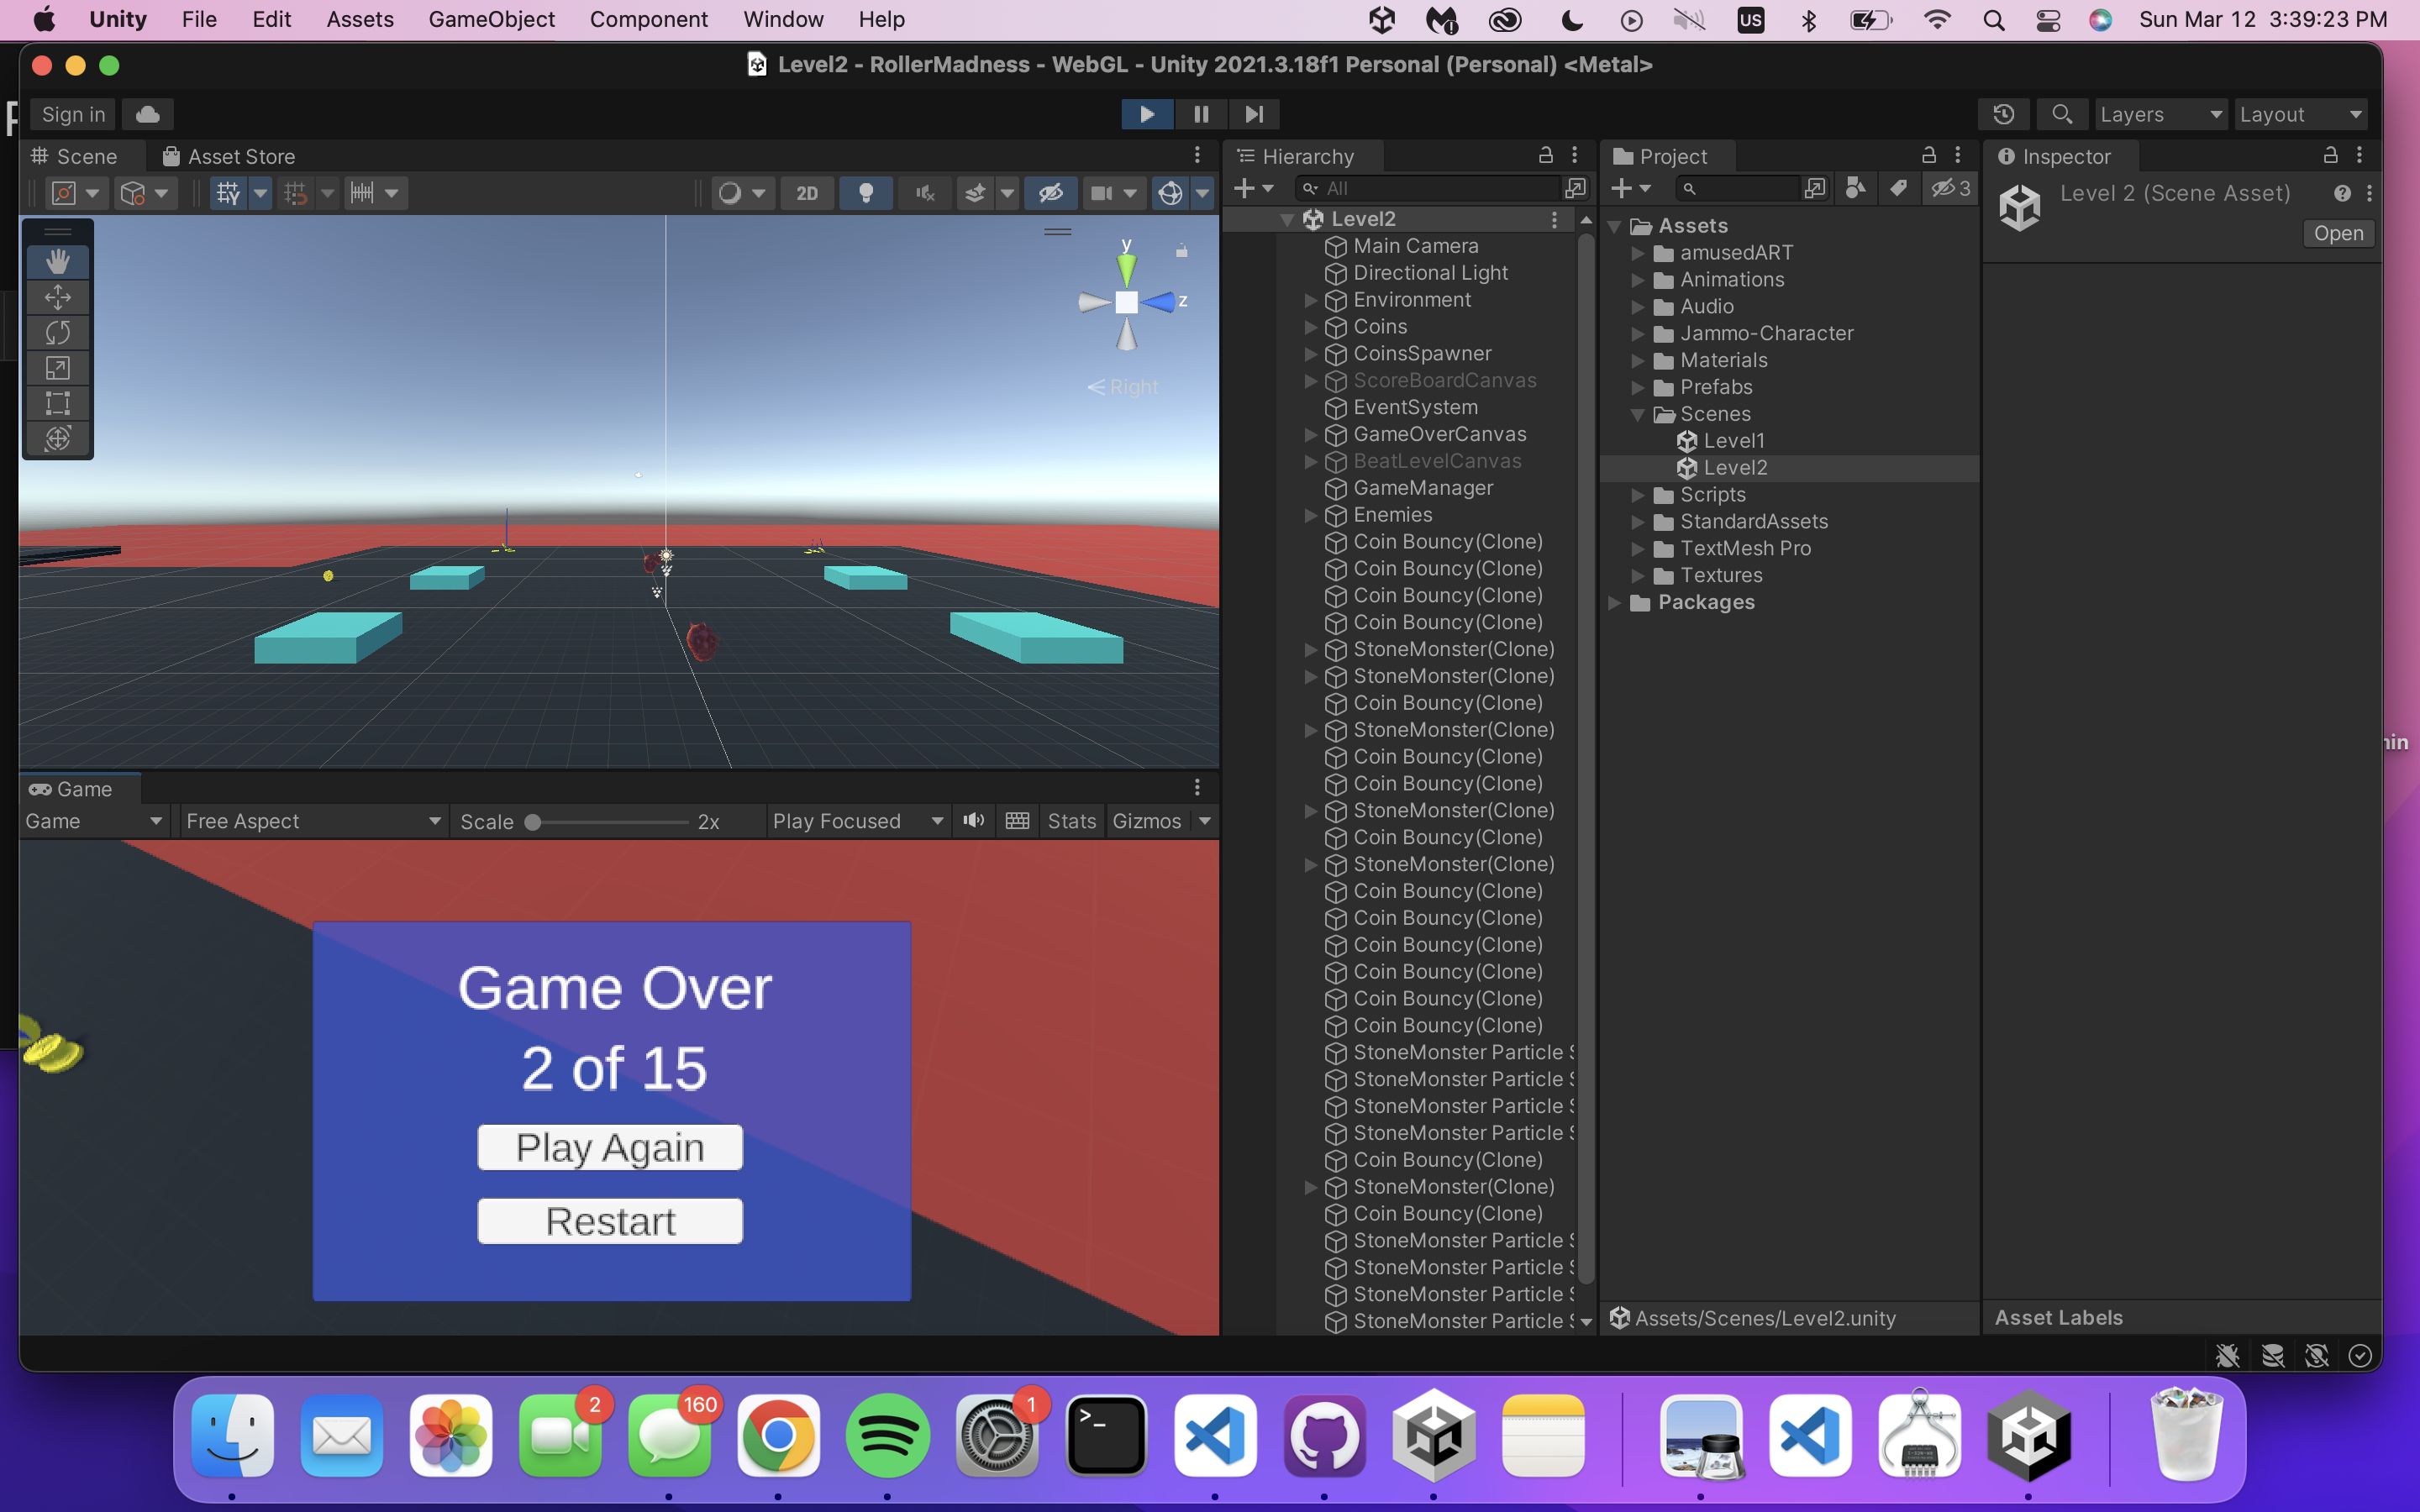 Unity File Edit Assets GameObject Component Window Help US Sun Mar 12 3:39:23 PM
Level2 - RollerMadness - WebGL - Unity 2021.3.18f1 Personal (Personal) <Metal>
Sign in Layers Layout
Scene Asset Store
2D
y
z
Right
Game
Game Free Aspect Scale 2x Play Focused Stats Gizmos
Game Over
2 of 15
Play Again
Restart
Hierarchy
All
Level2
Main Camera
Directional Light
Environment
Coins
CoinsSpawner
ScoreBoardCanvas
EventSystem
GameOverCanvas
BeatLevelCanvas
GameManager
Enemies
Coin Bouncy(Clone)
Coin Bouncy(Clone)
Coin Bouncy(Clone)
Coin Bouncy(Clone)
StoneMonster(Clone)
StoneMonster(Clone)
Coin Bouncy(Clone)
StoneMonster(Clone)
Coin Bouncy(Clone)
Coin Bouncy(Clone)
StoneMonster(Clone)
Coin Bouncy(Clone)
StoneMonster(Clone)
Coin Bouncy(Clone)
Coin Bouncy(Clone)
Coin Bouncy(Clone)
Coin Bouncy(Clone)
Coin Bouncy(Clone)
Coin Bouncy(Clone)
StoneMonster Particle S
StoneMonster Particle S
StoneMonster Particle S
StoneMonster Particle S
Coin Bouncy(Clone)
StoneMonster(Clone)
Coin Bouncy(Clone)
StoneMonster Particle S
StoneMonster Particle S
StoneMonster Particle S
StoneMonster Particle S
Project
3
Assets
amusedART
Animations
Audio
Jammo-Character
Materials
Prefabs
Scenes
Level1
Level2
Scripts
StandardAssets
TextMesh Pro
Textures
Packages
Assets/Scenes/Level2.unity
Inspector
Level 2 (Scene Asset)
Open
Asset Labels
2 160 1